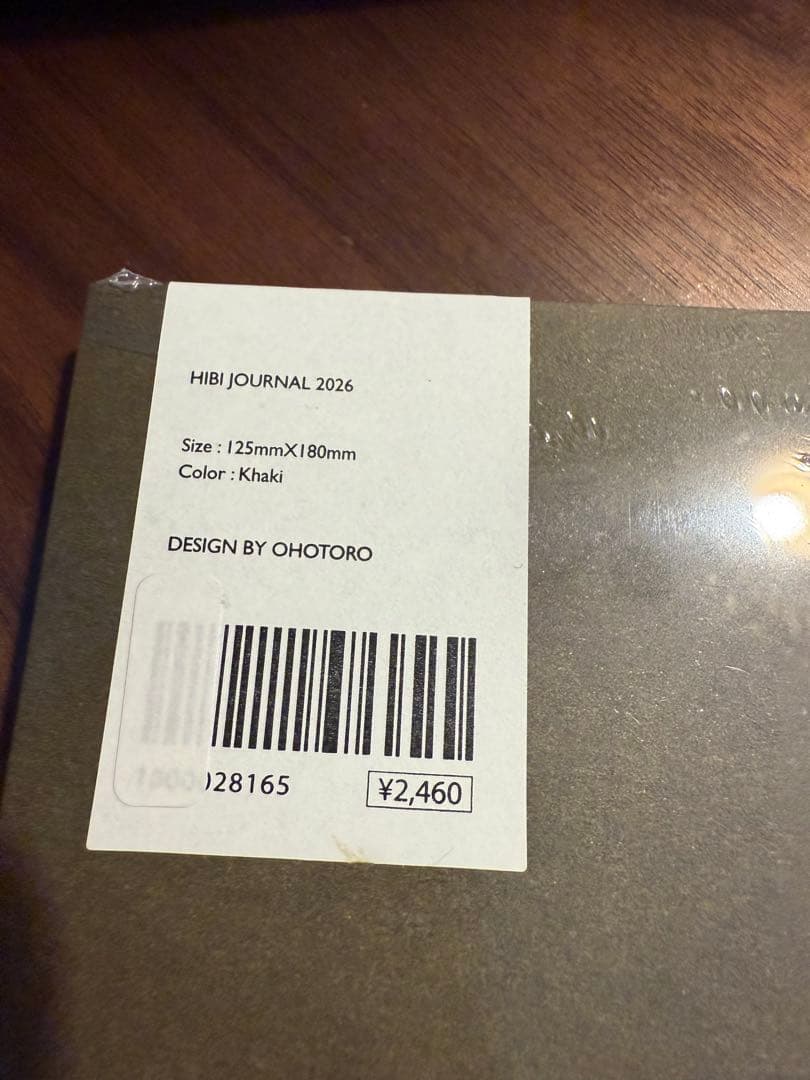 HIBI JOURNAL 2026
Size : 125mmX180mm
Color : Khaki
DESIGN BY OHOTORO
28165
¥2,460